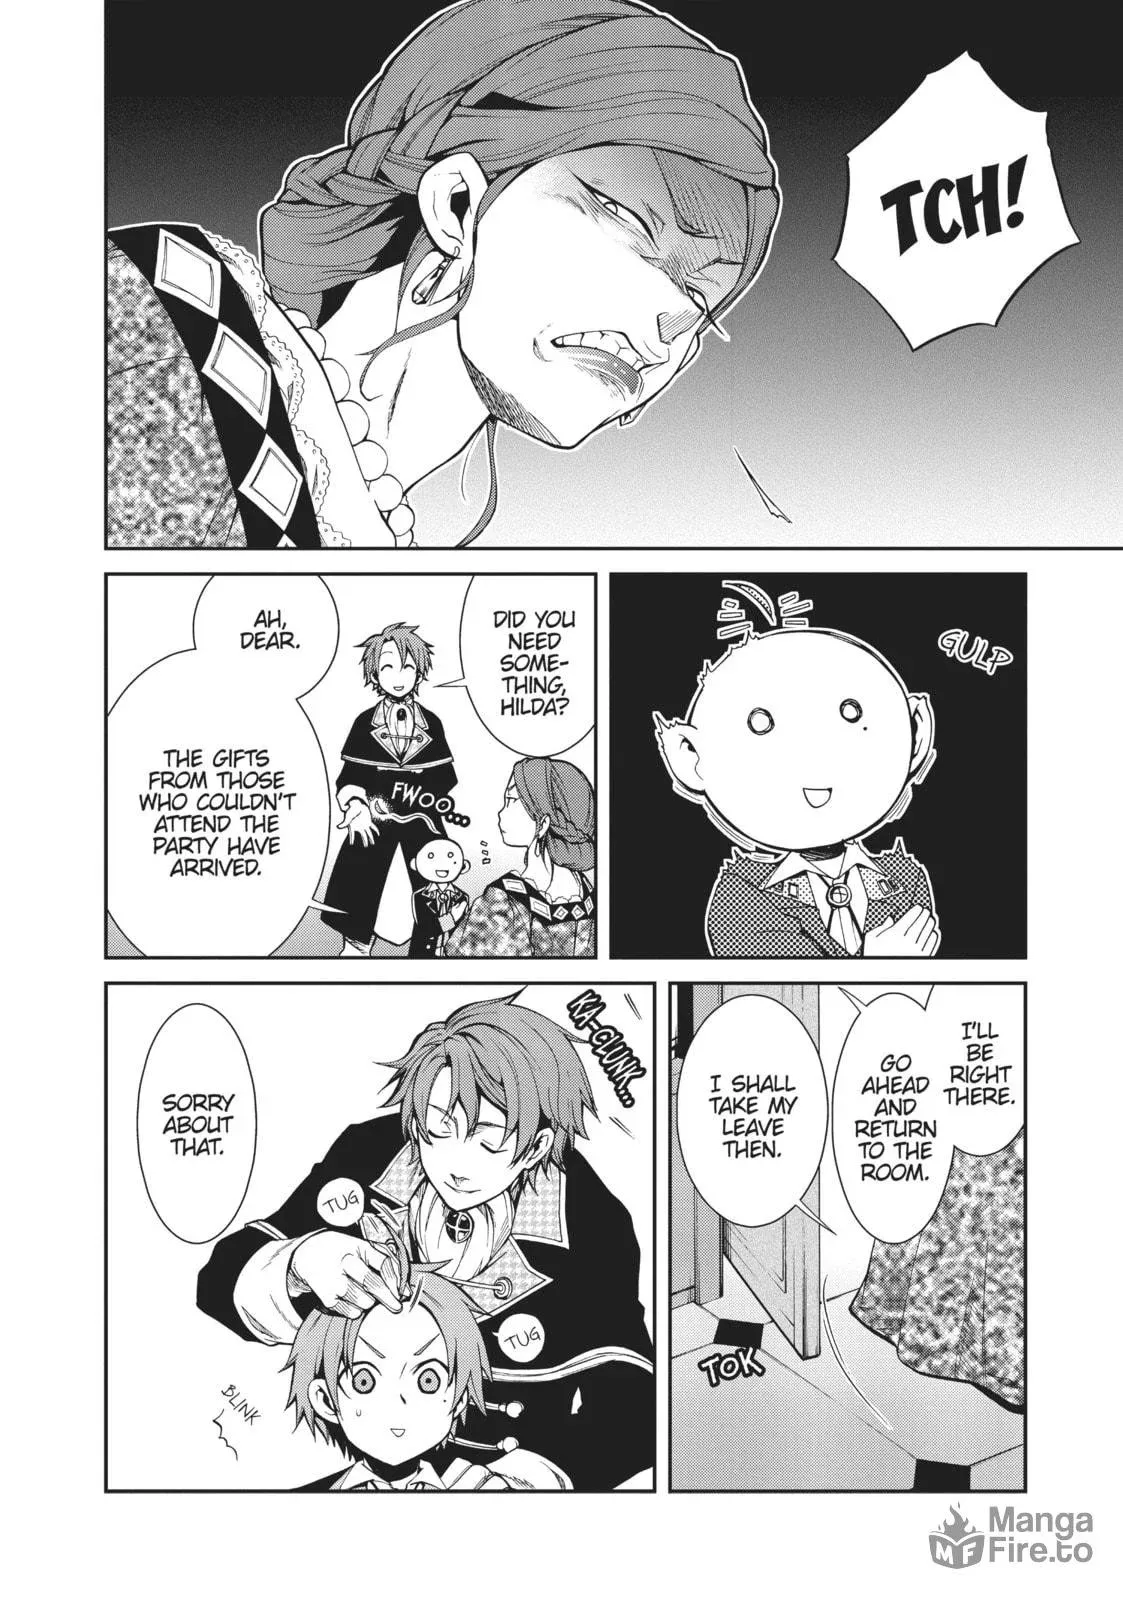 TCH!
GULP
DID YOU
NEED
SOME-
THING,
HILDA?
AH,
DEAR.
THE GIFTS
FROM THOSE
WHO COULDN'T
ATTEND THE
PARTY HAVE
ARRIVED.
FWOO...
I'LL
BE
RIGHT
THERE.
GO
AHEAD
AND
RETURN
TO THE
ROOM.
I SHALL
TAKE MY
LEAVE
THEN.
TOK
KA-CLUNK...
SORRY
ABOUT
THAT.
TUG
TUG
BLINK
MF
Manga
Fire.to